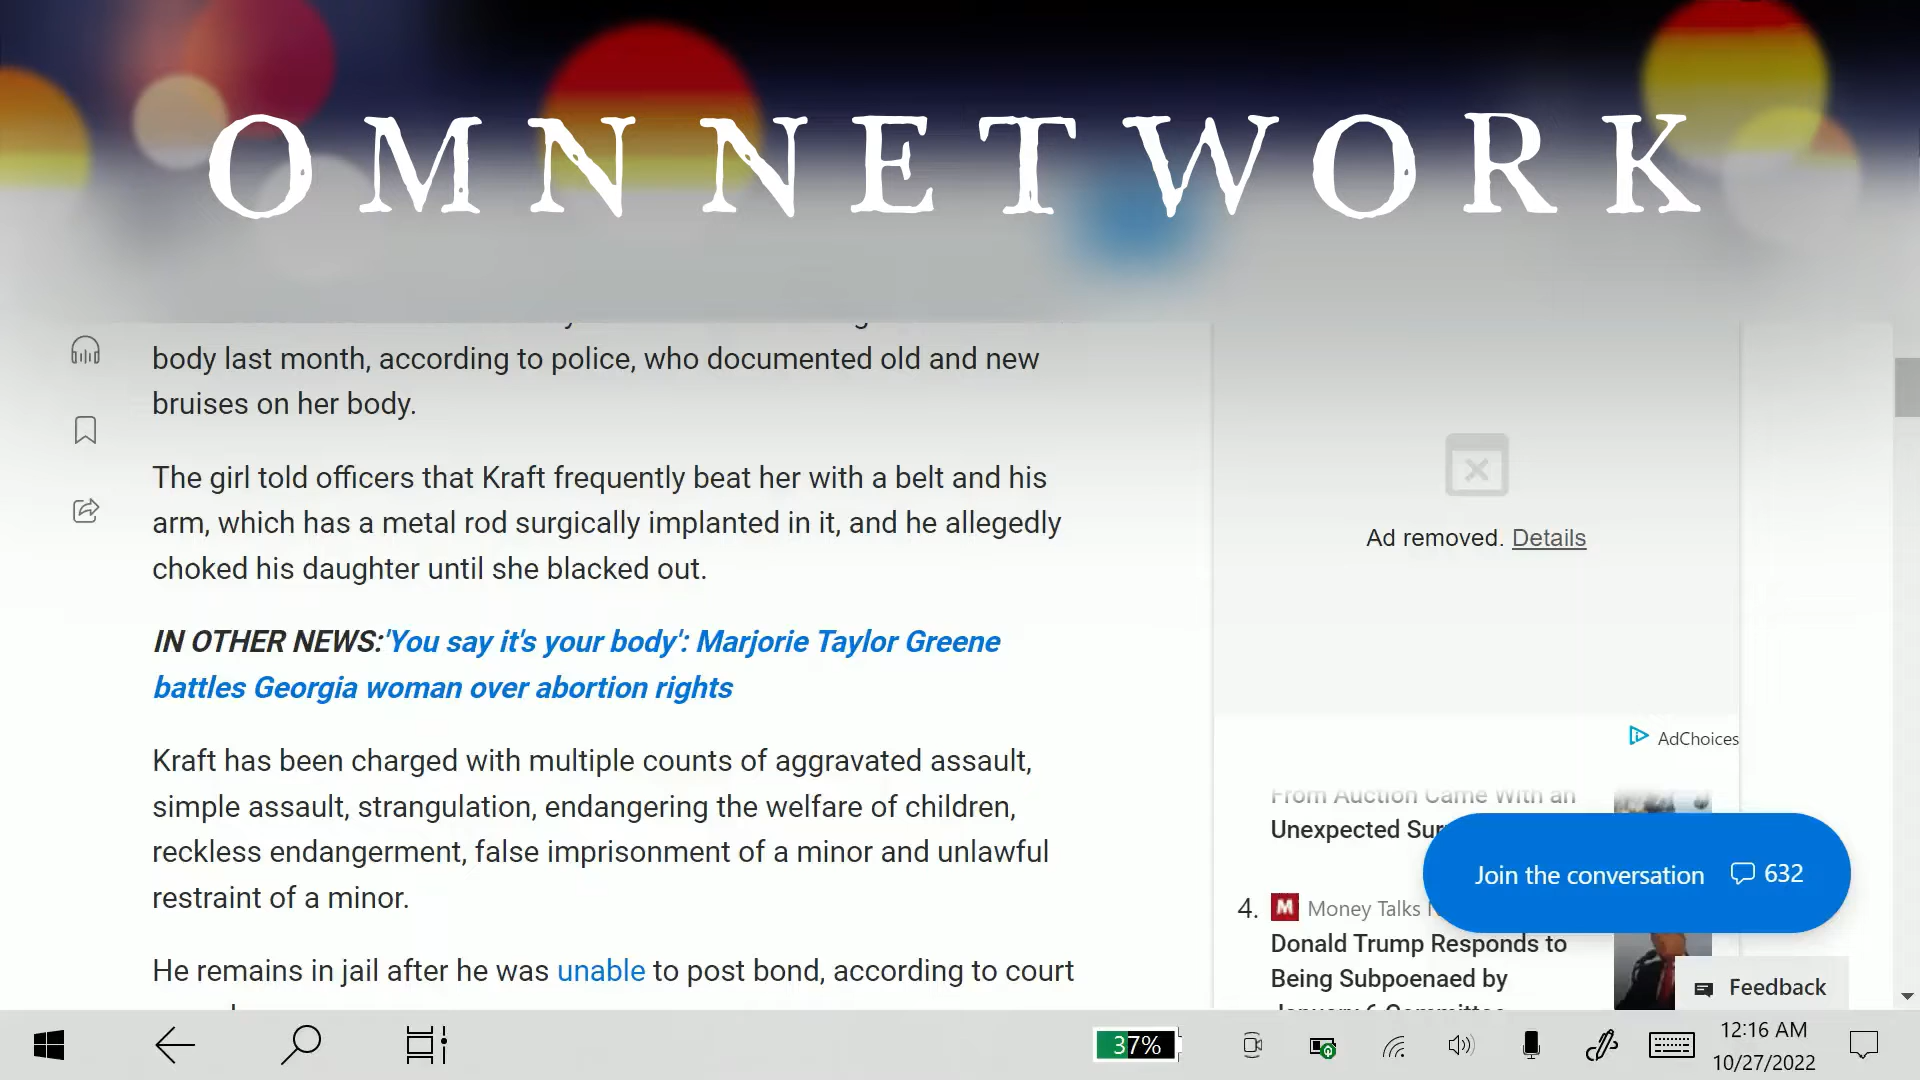 OMN NETWORK
body last month, according to police, who documented old and new
bruises on her body.
The girl told officers that Kraft frequently beat her with a belt and his
arm, which has a metal rod surgically implanted in it, and he allegedly
choked his daughter until she blacked out.
IN OTHER NEWS:'You say it's your body': Marjorie Taylor Greene
battles Georgia woman over abortion rights
Kraft has been charged with multiple counts of aggravated assault,
simple assault, strangulation, endangering the welfare of children,
reckless endangerment, false imprisonment of a minor and unlawful
restraint of a minor.
He remains in jail after he was unable to post bond, according to court
Ad removed. Details
AdChoices
From Auction Came With an
Unexpected
Join the conversation 632
4. M Money Talks
Donald Trump Responds to
Being Subpoenaed by
January 6 Committee
Feedback
37%
12:16 AM
10/27/2022